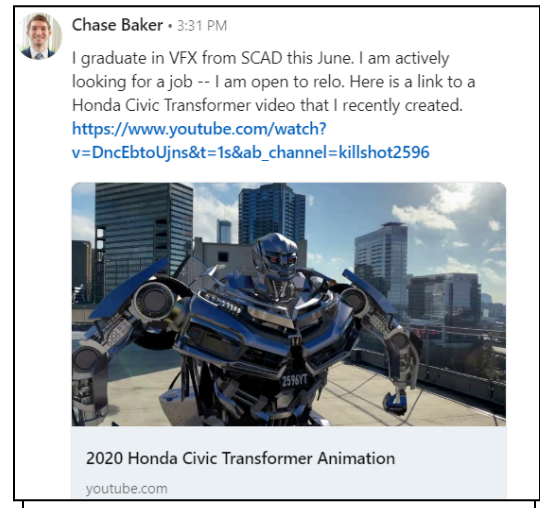 Chase Baker • 3:31 PM
I graduate in VFX from SCAD this June. I am actively
looking for a job -- I am open to relo. Here is a link to a
Honda Civic Transformer video that I recently created.
https://www.youtube.com/watch?
v=DncEbtoUjns&t=1s&ab_channel=killshot2596
2596YT
2020 Honda Civic Transformer Animation
youtube.com